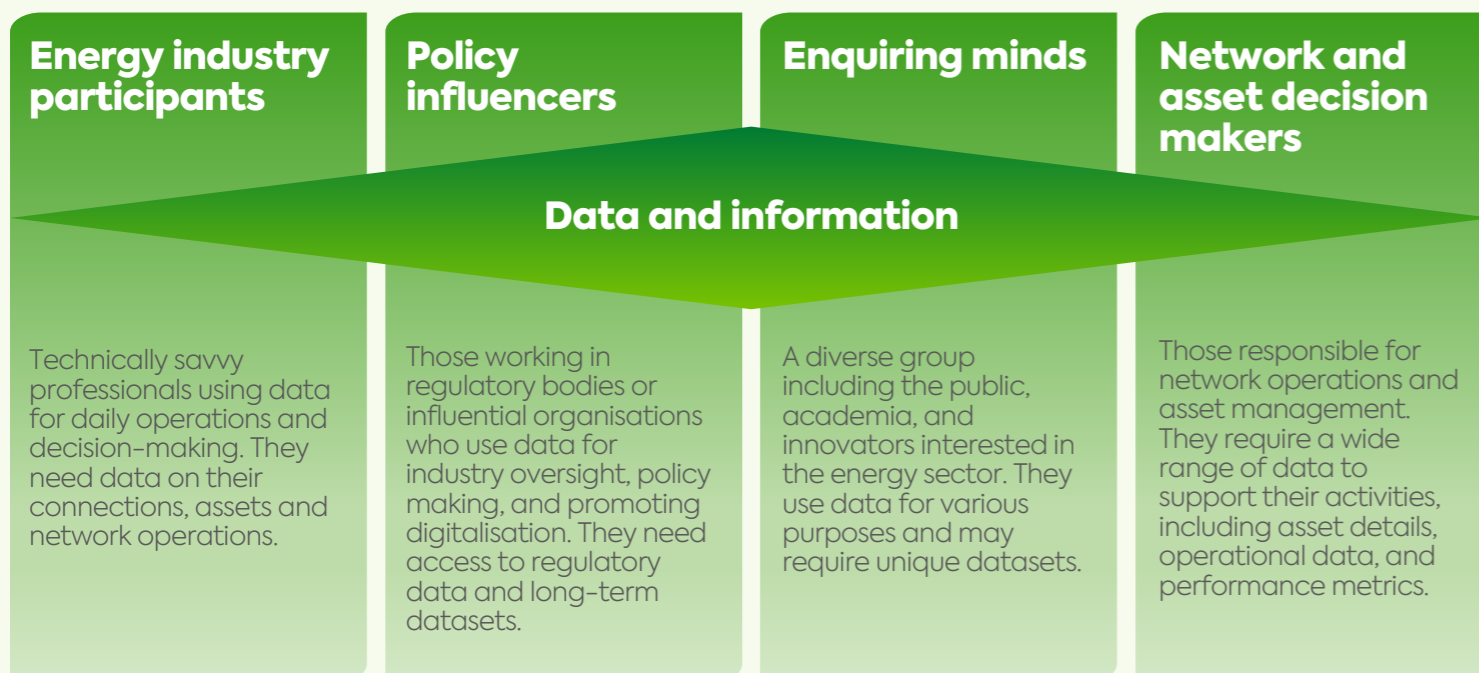 Energy industry
participants
Policy
influencers
Enquiring minds
Network and
asset decision
makers
Data and information
Technically savvy
professionals using data
for daily operations and
decision-making. They
need data on their
connections, assets and
network operations.
Those working in
regulatory bodies or
influential organisations
who use data for
industry oversight, policy
making, and promoting
digitalisation. They need
access to regulatory
data and long-term
datasets.
A diverse group
including the public,
academia, and
innovators interested in
the energy sector. They
use data for various
purposes and may
require unique datasets.
Those responsible for
network operations and
asset management.
They require a wide
range of data to
support their activities,
including asset details,
operational data, and
performance metrics.